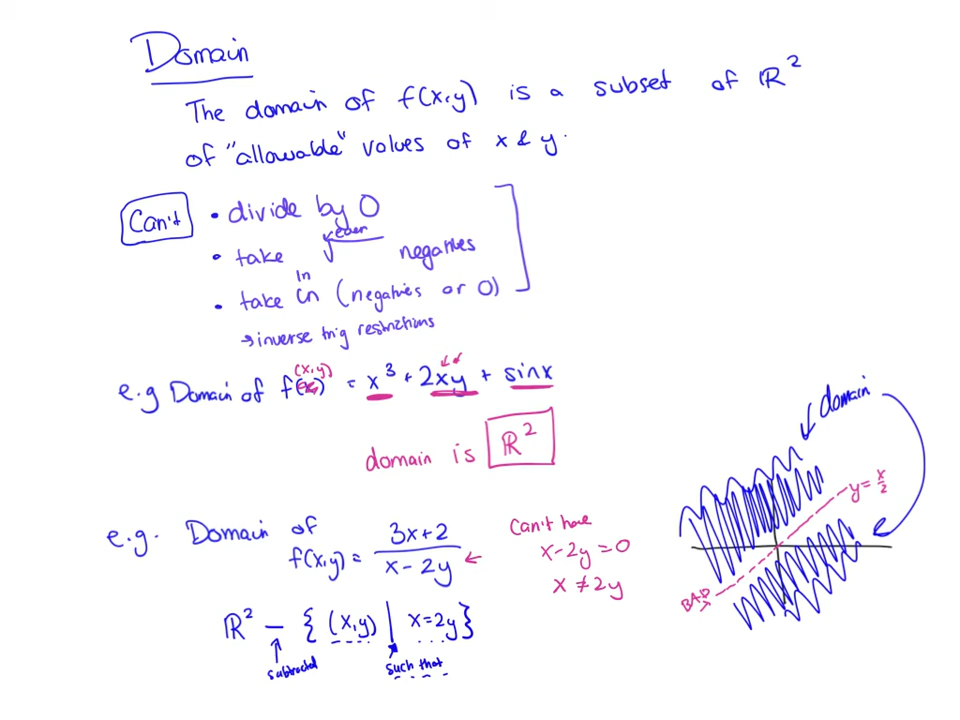 Domain
The domain of f(x,y) is a subset of ℝ²
of "allowable" values of x & y.
Can't
• divide by 0
• take √even negatives
ln
• take ln (negatives or 0)
→ inverse trig restrictions
(x,y)
e.g Domain of f(x) = x³ + 2xy + sinx
domain is ℝ²
e.g. Domain of
f(x,y) = (3x+2)/(x-2y) ←
Can't have
x-2y=0
x≠2y
ℝ² - {(x,y) | x=2y}
subtracted
such that
domain
y=x/2
BAD